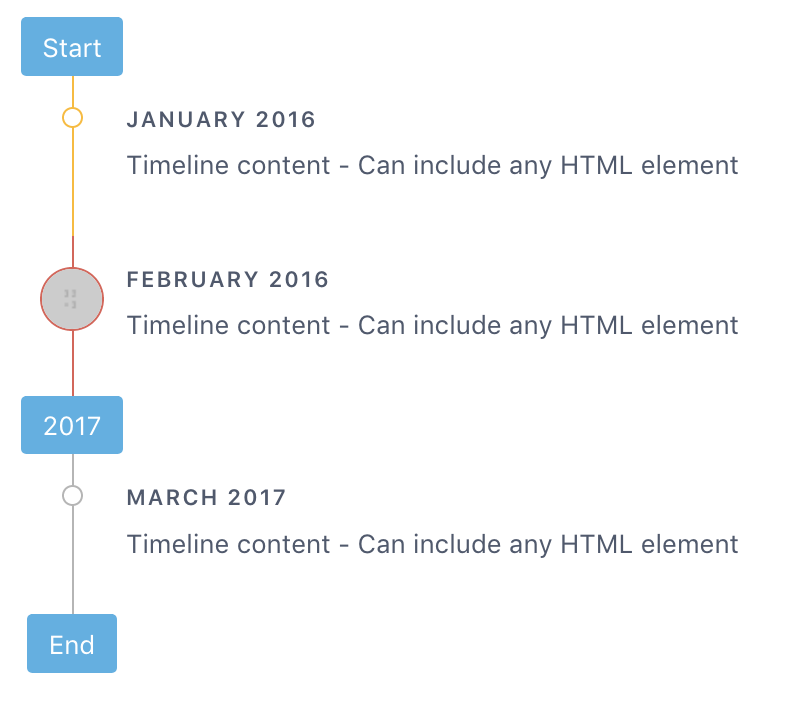 Start
JANUARY 2016
Timeline content - Can include any HTML element
FEBRUARY 2016
Timeline content - Can include any HTML element
2017
MARCH 2017
Timeline content - Can include any HTML element
End